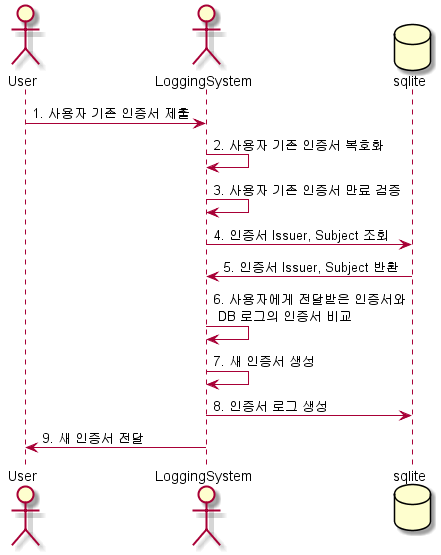 User
LoggingSystem
sqlite
1. 사용자 기존 인증서 제출
2. 사용자 기존 인증서 복호화
3. 사용자 기존 인증서 만료 검증
4. 인증서 Issuer, Subject 조회
5. 인증서 Issuer, Subject 반환
6. 사용자에게 전달받은 인증서와
DB 로그의 인증서 비교
7. 새 인증서 생성
8. 인증서 로그 생성
9. 새 인증서 전달
User
LoggingSystem
sqlite